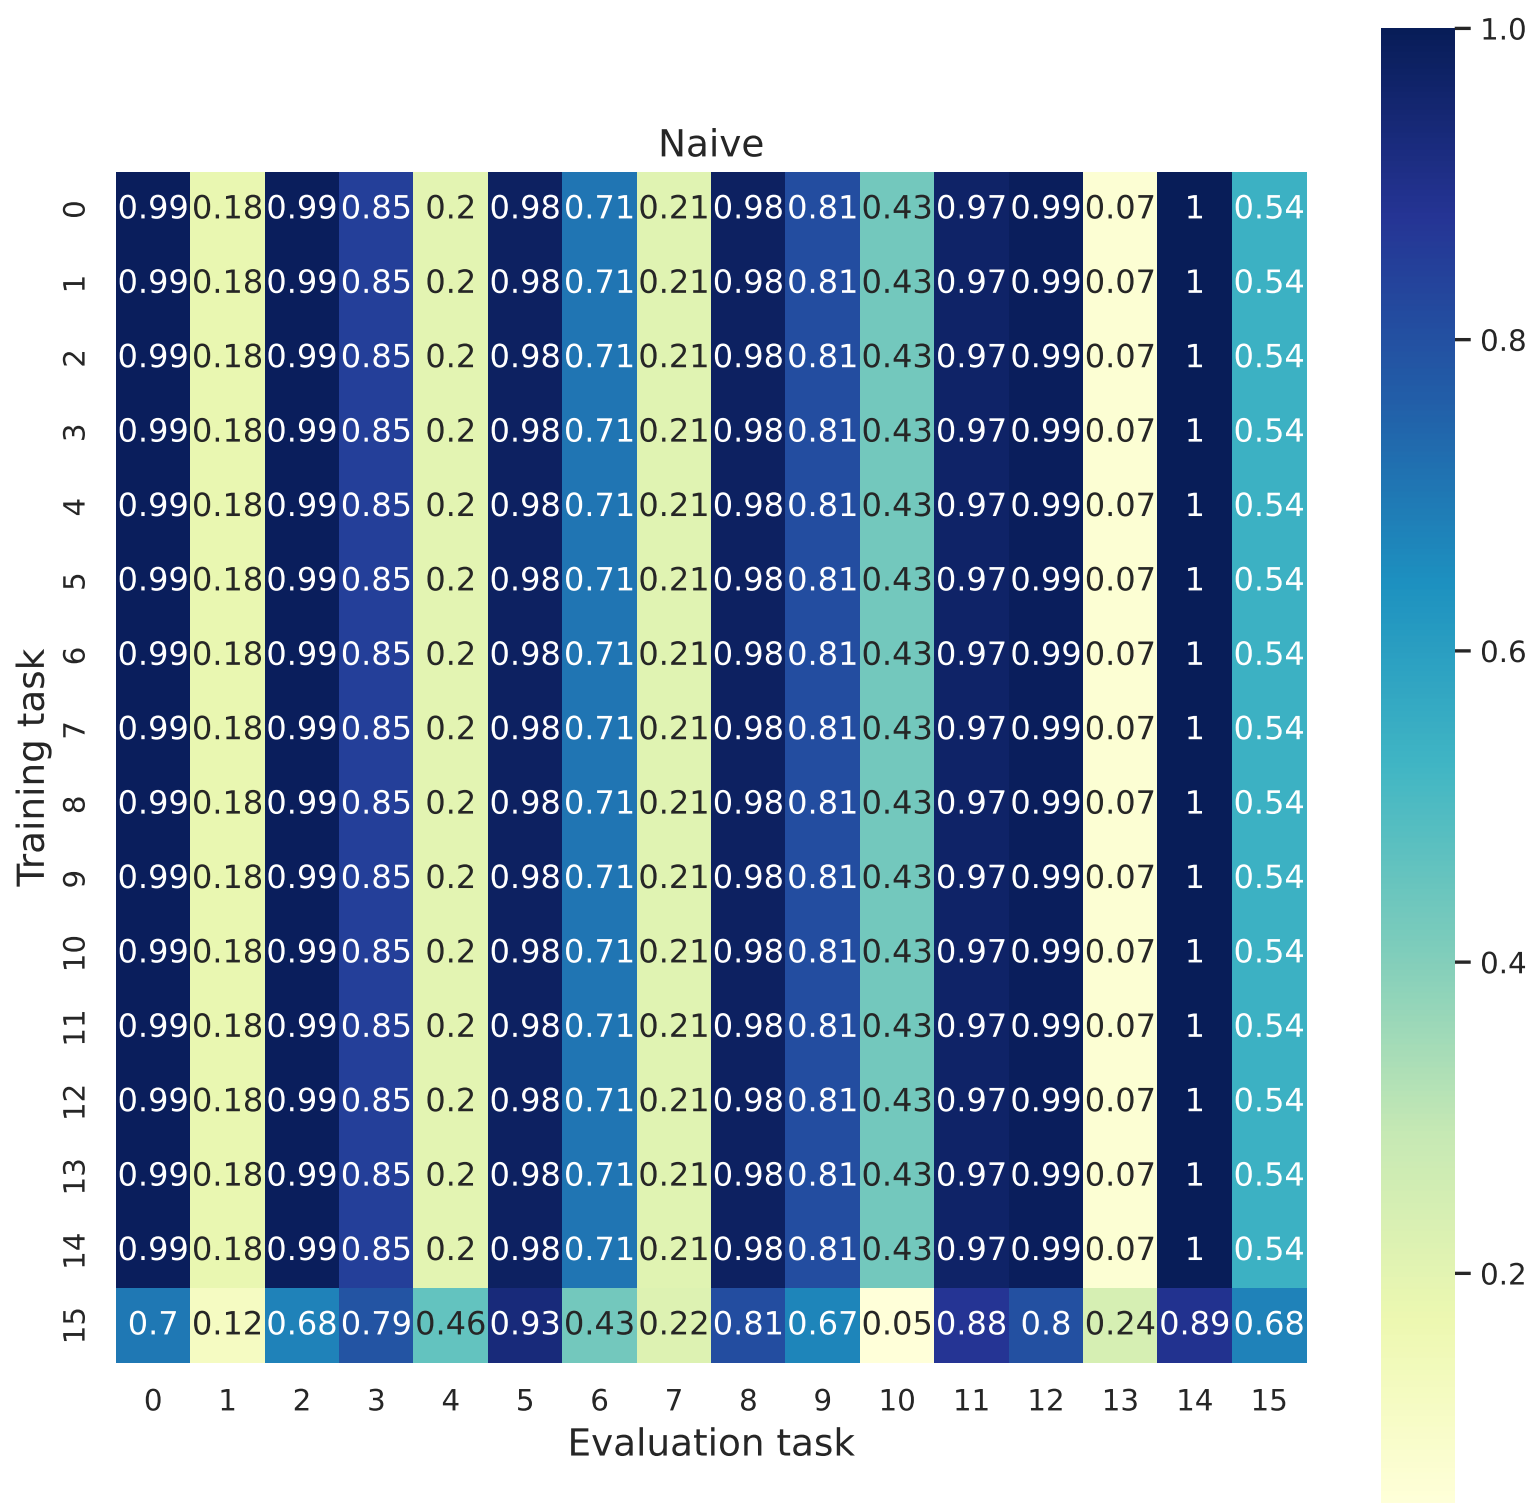 Naive
1.0
0.8
0.6
0.4
0.2
Training task
0 0.99 0.18 0.99 0.85 0.2 0.98 0.71 0.21 0.98 0.81 0.43 0.97 0.99 0.07 1 0.54
1 0.99 0.18 0.99 0.85 0.2 0.98 0.71 0.21 0.98 0.81 0.43 0.97 0.99 0.07 1 0.54
2 0.99 0.18 0.99 0.85 0.2 0.98 0.71 0.21 0.98 0.81 0.43 0.97 0.99 0.07 1 0.54
3 0.99 0.18 0.99 0.85 0.2 0.98 0.71 0.21 0.98 0.81 0.43 0.97 0.99 0.07 1 0.54
4 0.99 0.18 0.99 0.85 0.2 0.98 0.71 0.21 0.98 0.81 0.43 0.97 0.99 0.07 1 0.54
5 0.99 0.18 0.99 0.85 0.2 0.98 0.71 0.21 0.98 0.81 0.43 0.97 0.99 0.07 1 0.54
6 0.99 0.18 0.99 0.85 0.2 0.98 0.71 0.21 0.98 0.81 0.43 0.97 0.99 0.07 1 0.54
7 0.99 0.18 0.99 0.85 0.2 0.98 0.71 0.21 0.98 0.81 0.43 0.97 0.99 0.07 1 0.54
8 0.99 0.18 0.99 0.85 0.2 0.98 0.71 0.21 0.98 0.81 0.43 0.97 0.99 0.07 1 0.54
9 0.99 0.18 0.99 0.85 0.2 0.98 0.71 0.21 0.98 0.81 0.43 0.97 0.99 0.07 1 0.54
10 0.99 0.18 0.99 0.85 0.2 0.98 0.71 0.21 0.98 0.81 0.43 0.97 0.99 0.07 1 0.54
11 0.99 0.18 0.99 0.85 0.2 0.98 0.71 0.21 0.98 0.81 0.43 0.97 0.99 0.07 1 0.54
12 0.99 0.18 0.99 0.85 0.2 0.98 0.71 0.21 0.98 0.81 0.43 0.97 0.99 0.07 1 0.54
13 0.99 0.18 0.99 0.85 0.2 0.98 0.71 0.21 0.98 0.81 0.43 0.97 0.99 0.07 1 0.54
14 0.99 0.18 0.99 0.85 0.2 0.98 0.71 0.21 0.98 0.81 0.43 0.97 0.99 0.07 1 0.54
15 0.7 0.12 0.68 0.79 0.46 0.93 0.43 0.22 0.81 0.67 0.05 0.88 0.8 0.24 0.89 0.68
0 1 2 3 4 5 6 7 8 9 10 11 12 13 14 15
Evaluation task